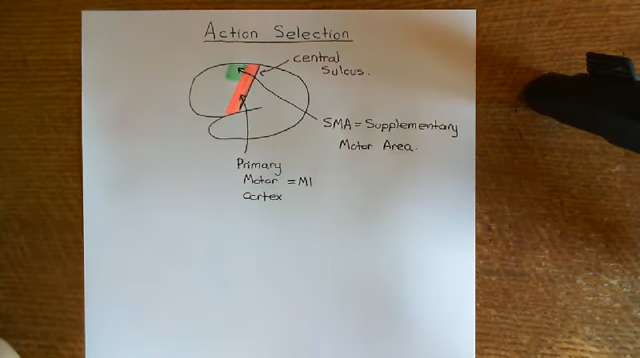 Action Selection
central
Sulcus.
SMA = Supplementary
Motor Area.
Primary
Motor = M1
cortex